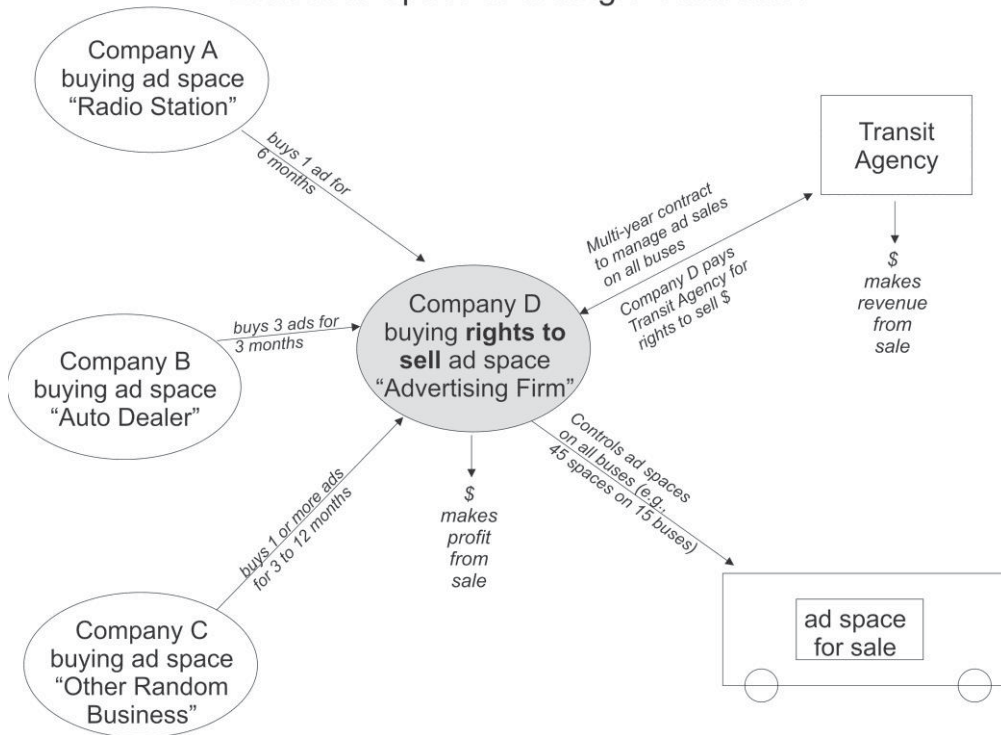 Company A
buying ad space
“Radio Station”
buys 1 ad for
6 months
Transit
Agency
Multi-year contract
to manage ad sales
on all buses
Company D pays
Transit Agency for
rights to sell $
$
makes
revenue
from
sale
Company B
buying ad space
“Auto Dealer”
buys 3 ads for
3 months
Company D
buying rights to
sell ad space
“Advertising Firm”
$
makes
profit
from
sale
Controls ad spaces
on all buses (e.g.,
45 spaces on 15 buses)
Company C
buying ad space
“Other Random
Business”
buys 1 or more ads
for 3 to 12 months
ad space
for sale